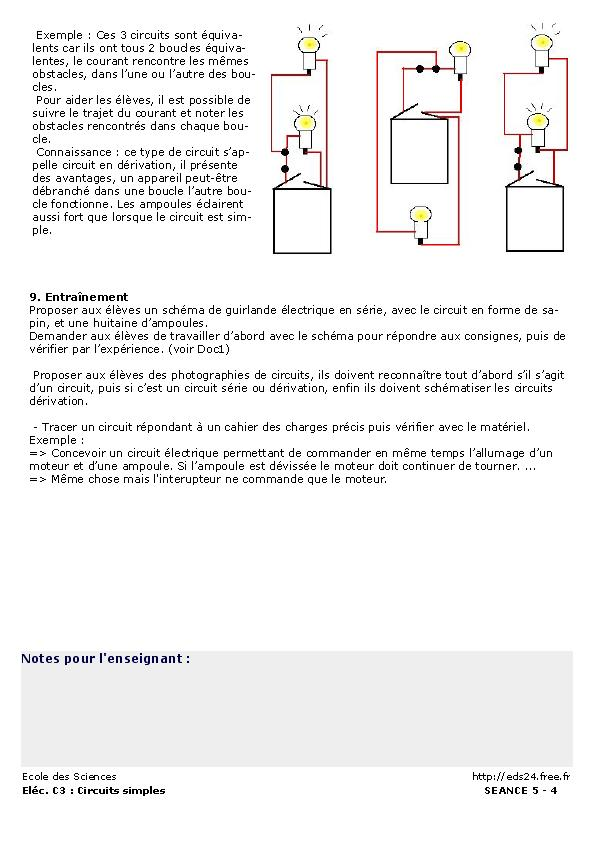 Exemple : Ces 3 circuits sont équiva-
lents car ils ont tous 2 boucles équiva-
lentes, le courant rencontre les mêmes
obstacles, dans l’une ou l’autre des bou-
cles.
Pour aider les élèves, il est possible de
suivre le trajet du courant et noter les
obstacles rencontrés dans chaque bou-
cle.
Connaissance : ce type de circuit s’ap-
pelle circuit en dérivation, il présente
des avantages, un appareil peut-être
débranché dans une boucle l’autre bou-
cle fonctionne. Les ampoules éclairent
aussi fort que lorsque le circuit est sim-
ple.
9. Entraînement
Proposer aux élèves un schéma de guirlande électrique en série, avec le circuit en forme de sa-
pin, et une huitaine d’ampoules.
Demander aux élèves de travailler d’abord avec le schéma pour répondre aux consignes, puis de
vérifier par l’expérience. (voir Doc1)
Proposer aux élèves des photographies de circuits, ils doivent reconnaître tout d’abord s’il s’agit
d’un circuit, puis si c’est un circuit série ou dérivation, enfin ils doivent schématiser les circuits
dérivation.
- Tracer un circuit répondant à un cahier des charges précis puis vérifier avec le matériel.
Exemple :
=> Concevoir un circuit électrique permettant de commander en même temps l’allumage d’un
moteur et d’une ampoule. Si l’ampoule est dévissée le moteur doit continuer de tourner. ...
=> Même chose mais l'interupteur ne commande que le moteur.
Notes pour l'enseignant :
Ecole des Sciences http://eds24.free.fr
Eléc. C3 : Circuits simples SEANCE 5 - 4